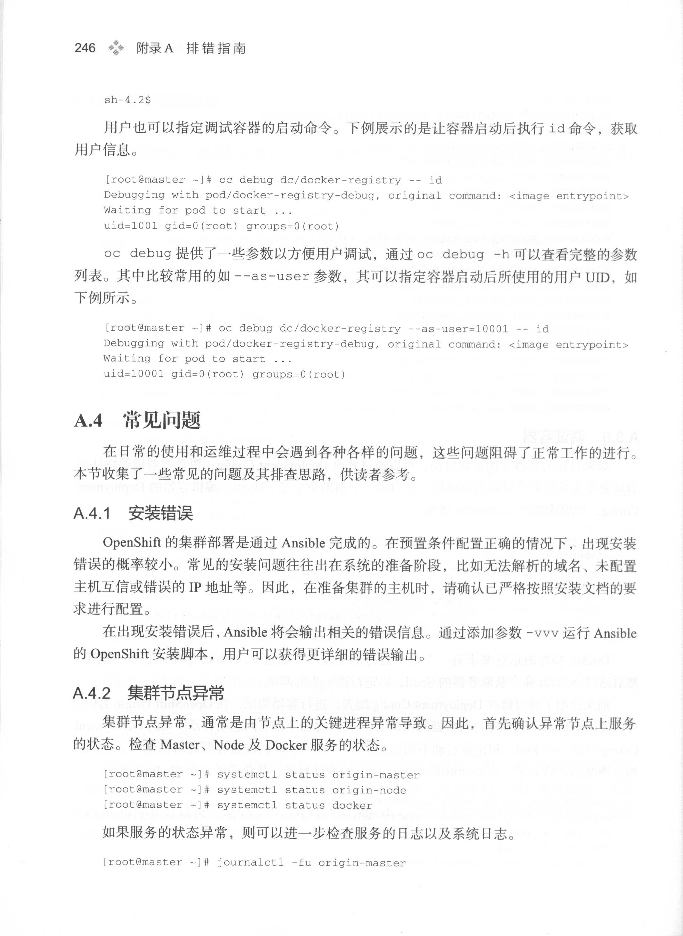 246 附录A 排错指南
sh-4.2$
用户也可以指定调试容器的启动命令。下例展示的是让容器启动后执行 id 命令，获取
用户信息。
[root@master ~]# oc debug dc/docker-registry -- id
Debugging with pod/docker-registry-debug, original command: <image entrypoint>
Waiting for pod to start ...
uid=1001 gid=0(root) groups=0(root)
oc debug 提供了一些参数以方便用户调试，通过 oc debug -h 可以查看完整的参数
列表。其中比较常用的如 --as-user 参数，其可以指定容器启动后所使用的用户 UID，如
下例所示。
[root@master ~]# oc debug dc/docker-registry --as-user=10001 -- id
Debugging with pod/docker-registry-debug, original command: <image entrypoint>
Waiting for pod to start ...
uid=10001 gid=0(root) groups=0(root)
A.4 常见问题
在日常的使用和运维过程中会遇到各种各样的问题，这些问题阻碍了正常工作的进行。
本节收集了一些常见的问题及其排查思路，供读者参考。
A.4.1 安装错误
OpenShift 的集群部署是通过 Ansible 完成的。在预置条件配置正确的情况下，出现安装
错误的概率较小。常见的安装问题往往出在系统的准备阶段，比如无法解析的域名、未配置
主机互信或错误的 IP 地址等。因此，在准备集群的主机时，请确认已严格按照安装文档的要
求进行配置。
在出现安装错误后，Ansible 将会输出相关的错误信息。通过添加参数 -vvv 运行 Ansible
的 OpenShift 安装脚本，用户可以获得更详细的错误输出。
A.4.2 集群节点异常
集群节点异常，通常是由节点上的关键进程异常导致。因此，首先确认异常节点上服务
的状态。检查 Master、Node 及 Docker 服务的状态。
[root@master ~]# systemctl status origin-master
[root@master ~]# systemctl status origin-node
[root@master ~]# systemctl status docker
如果服务的状态异常，则可以进一步检查服务的日志以及系统日志。
[root@master ~]# journalctl -fu origin-master